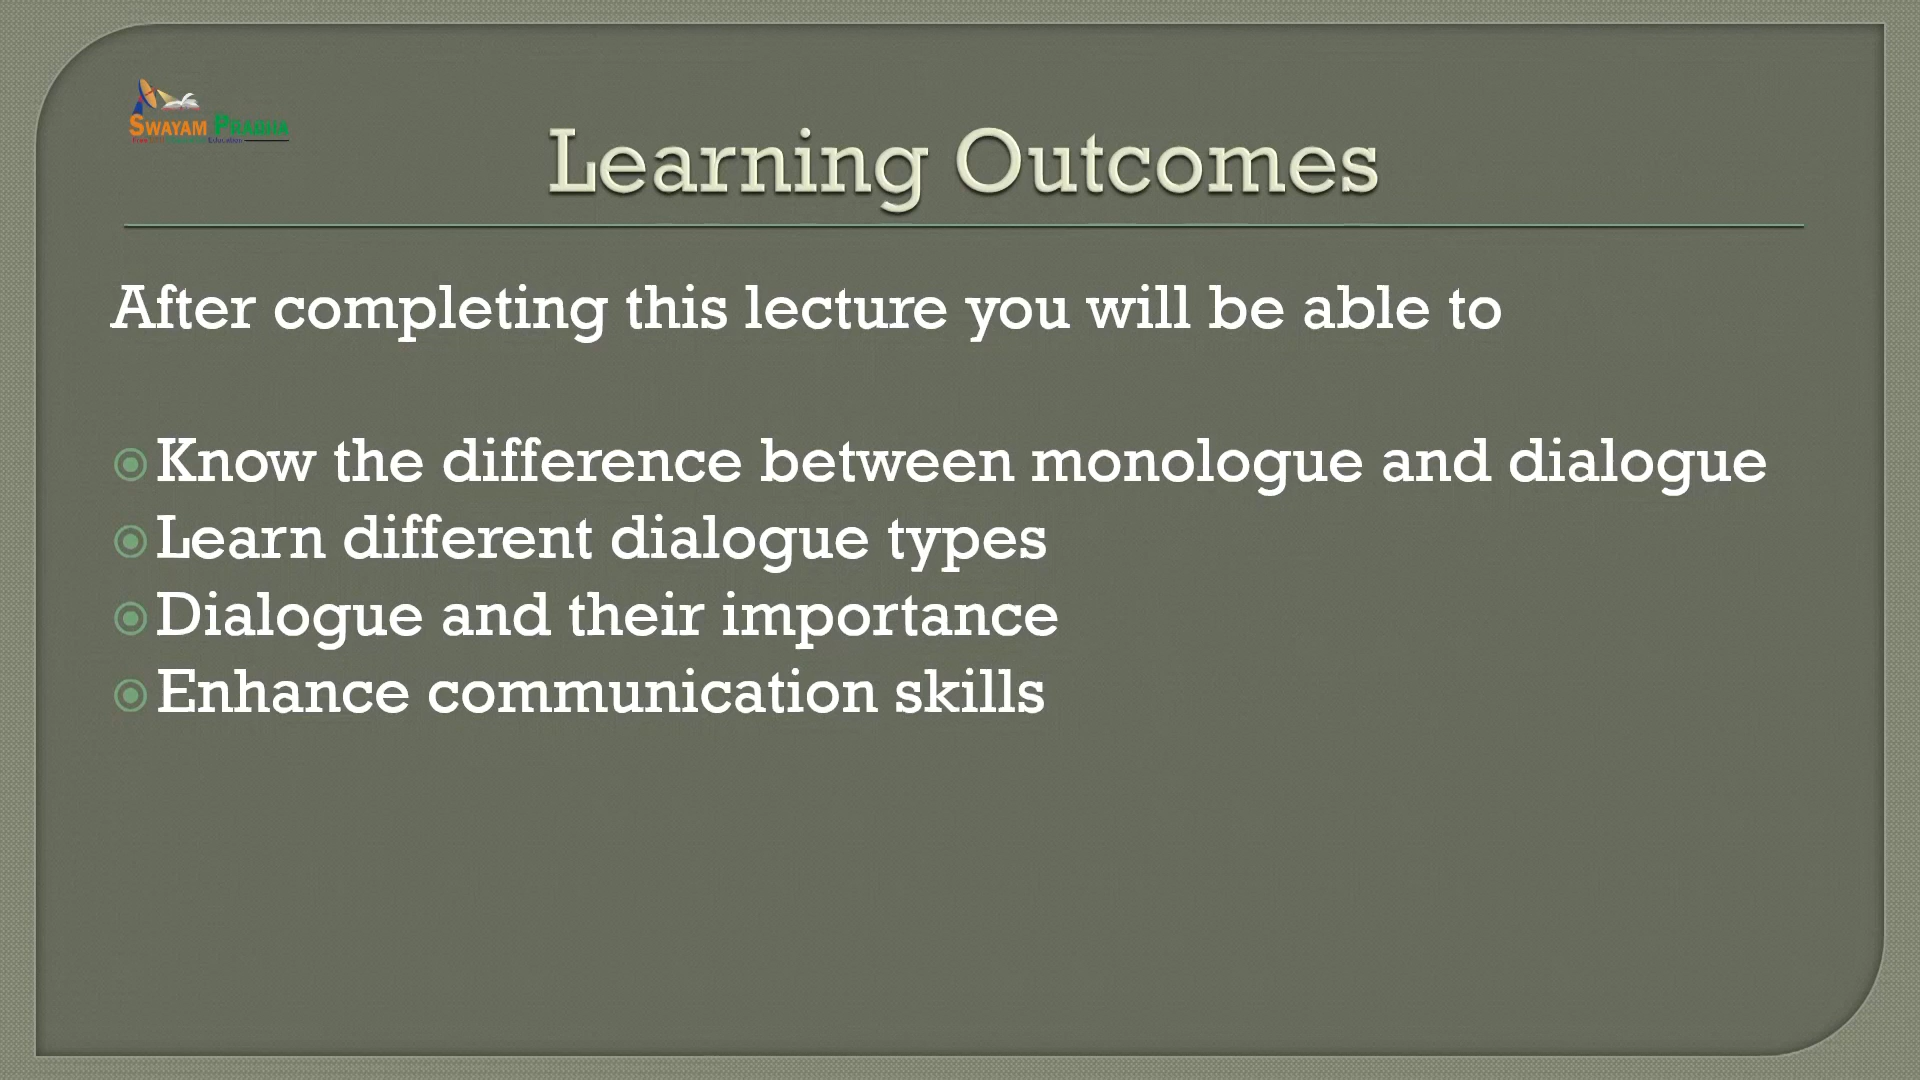 SWAYAM PRABHA
Learning Outcomes
After completing this lecture you will be able to
Know the difference between monologue and dialogue
Learn different dialogue types
Dialogue and their importance
Enhance communication skills